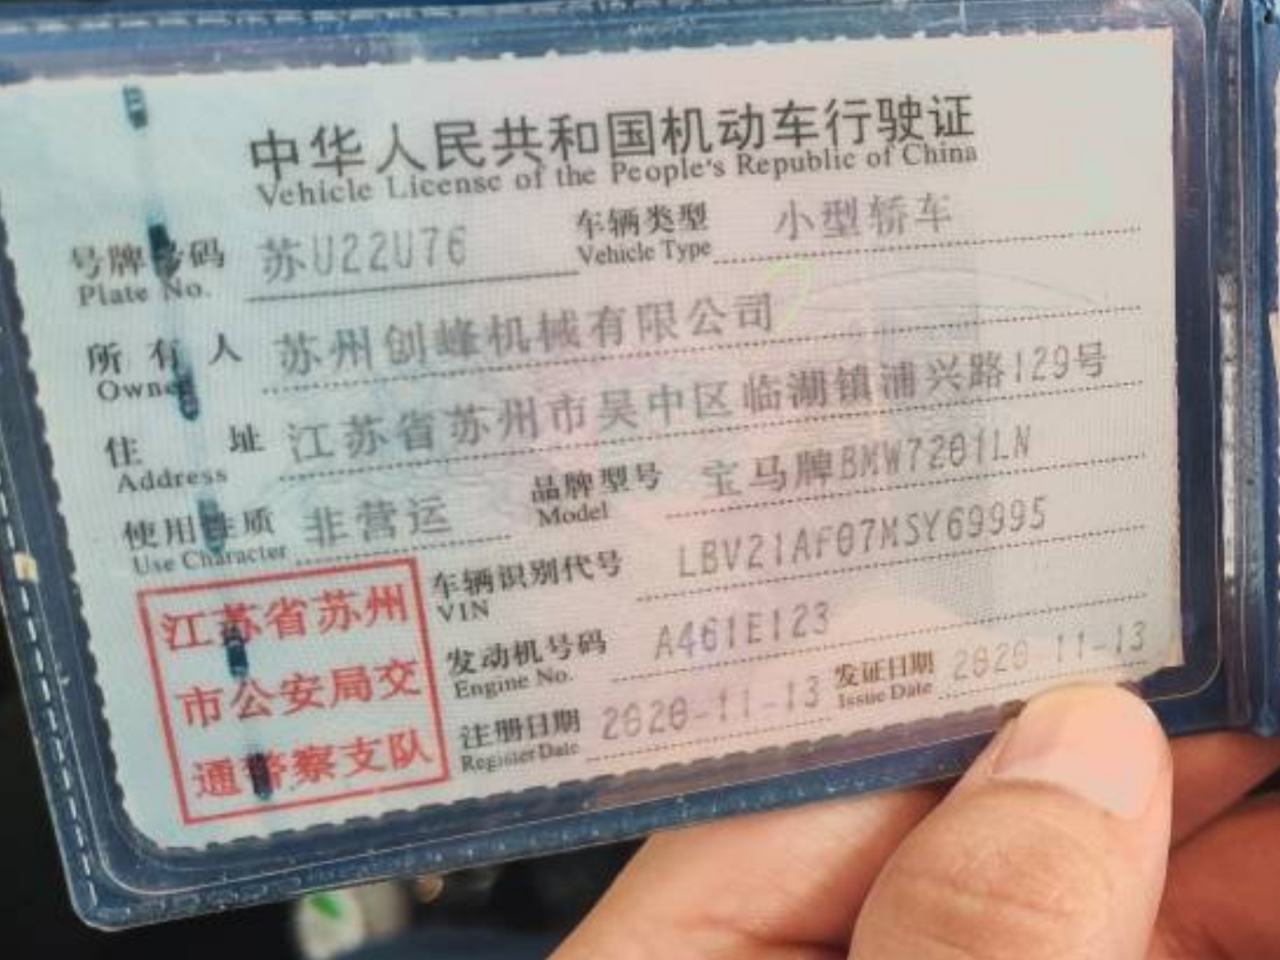 中华人民共和国机动车行驶证
Vehicle License of the People's Republic of China
号牌号码 苏U22U76 车辆类型 小型轿车
Plate No. Vehicle Type
所有人 苏州创峰机械有限公司
Owner
住址 江苏省苏州市吴中区临湖镇浦兴路129号
Address
使用性质 非营运 品牌型号 宝马牌BMW7201LN
Use Character Model
车辆识别代号 LBV21AF07MSY69995
VIN
发动机号码 A461E123
Engine No.
注册日期 2020-11-13 发证日期 2020-11-13
Register Date Issue Date
江苏省苏州
市公安局交
通警察支队